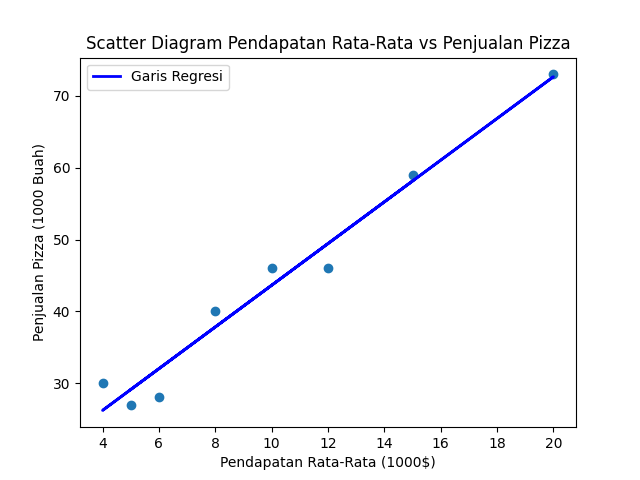 Scatter Diagram Pendapatan Rata-Rata vs Penjualan Pizza
Garis Regresi
Penjualan Pizza (1000 Buah)
70
60
50
40
30
4 6 8 10 12 14 16 18 20
Pendapatan Rata-Rata (1000$)